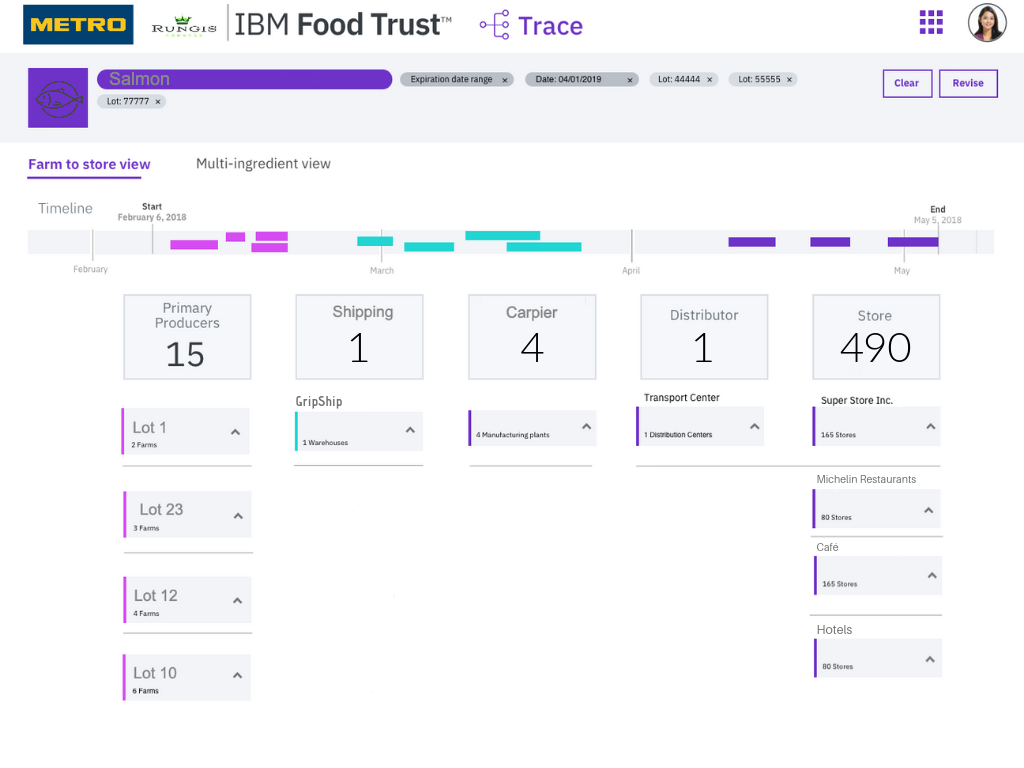 METRO
RUNGIS
IBM Food Trust™
Trace
Salmon
Expiration date range ×
Date: 04/01/2019 ×
Lot: 44444 ×
Lot: 55555 ×
Clear
Revise
Lot: 77777 ×
Farm to store view
Multi-ingredient view
Timeline
Start
February 6, 2018
End
May 5, 2018
February
March
April
May
Primary
Producers
15
Shipping
1
Carpier
4
Distributor
1
Store
490
Lot 1
2 Farms
GripShip
1 Warehouses
4 Manufacturing plants
Transport Center
1 Distribution Centers
Super Store Inc.
165 Stores
Lot 23
3 Farms
Michelin Restaurants
80 Stores
Café
165 Stores
Lot 12
4 Farms
Hotels
80 Stores
Lot 10
6 Farms